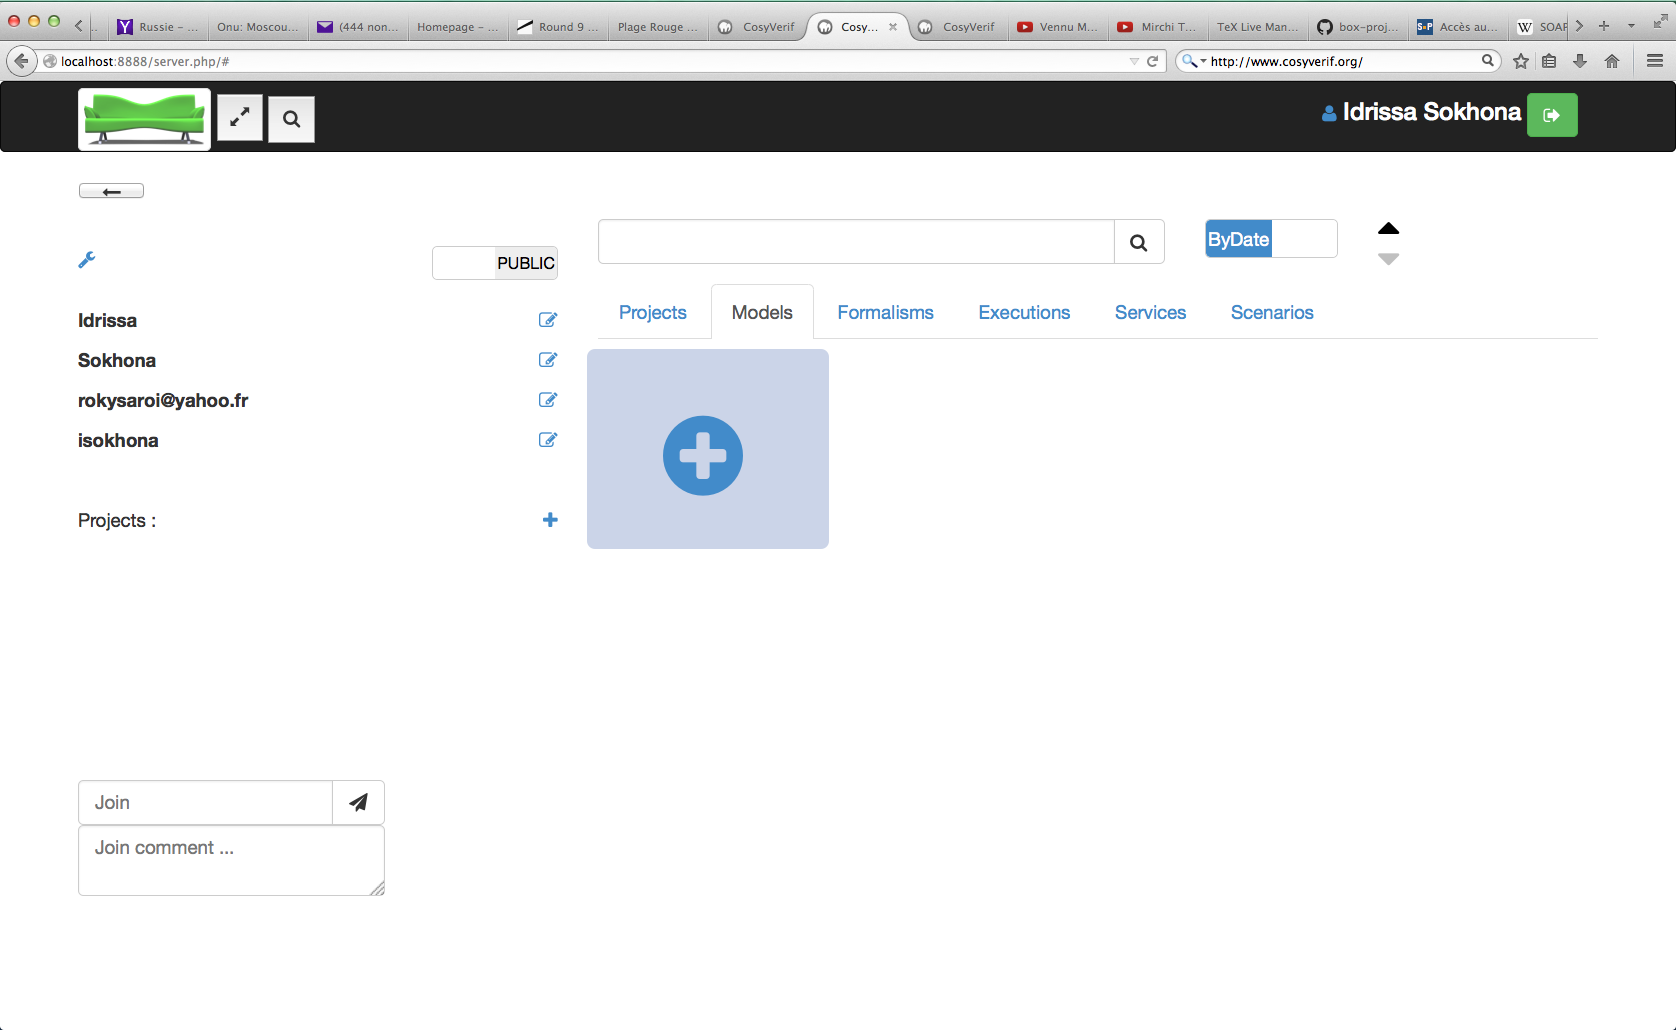 Russie – ...
Onu: Moscou...
(444 non...
Homepage – ...
Round 9 ...
Plage Rouge ...
CosyVerif
Cosy...
CosyVerif
Vennu M...
Mirchi T...
TeX Live Man...
box-proj...
Accès au...
SOAP
localhost:8888/server.php/#
http://www.cosyverif.org/
Idrissa Sokhona
ByDate
PUBLIC
Projects Models Formalisms Executions Services Scenarios
Idrissa
Sokhona
rokysaroi@yahoo.fr
isokhona
Projects :
Join
Join comment ...